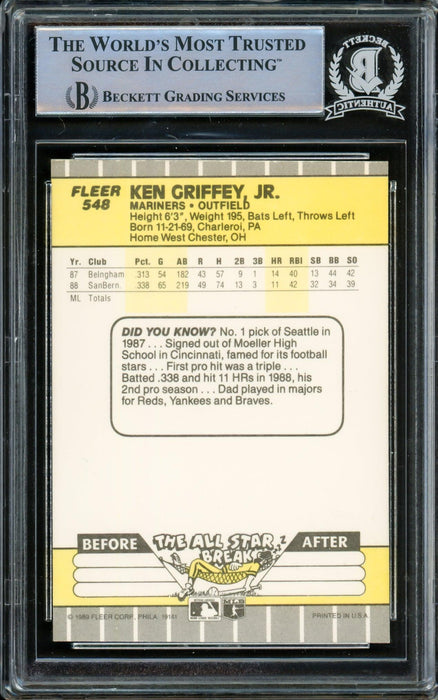 THE WORLD'S MOST TRUSTED
SOURCE IN COLLECTING™
B BECKETT GRADING SERVICES
BECKETT
B
AUTHENTIC
FLEER KEN GRIFFEY, JR.
548 MARINERS • OUTFIELD
Height 6'3", Weight 195, Bats Left, Throws Left
Born 11-21-69, Charleroi, PA
Home West Chester, OH
Yr. Club Pct. G AB R H 2B 3B HR RBI SB BB SO
87 Belngham .313 54 182 43 57 9 1 14 40 13 44 42
88 SanBern. .338 65 219 49 74 13 3 11 42 32 34 39
ML Totals
DID YOU KNOW? No. 1 pick of Seattle in
1987 . . . Signed out of Moeller High
School in Cincinnati, famed for its football
stars . . . First pro hit was a triple . . .
Batted .338 and hit 11 HRs in 1988, his
2nd pro season . . . Dad played in majors
for Reds, Yankees and Braves.
BEFORE THE ALL STAR BREAK AFTER
© 1989 FLEER CORP., PHILA. 19141 PRINTED IN U.S.A.